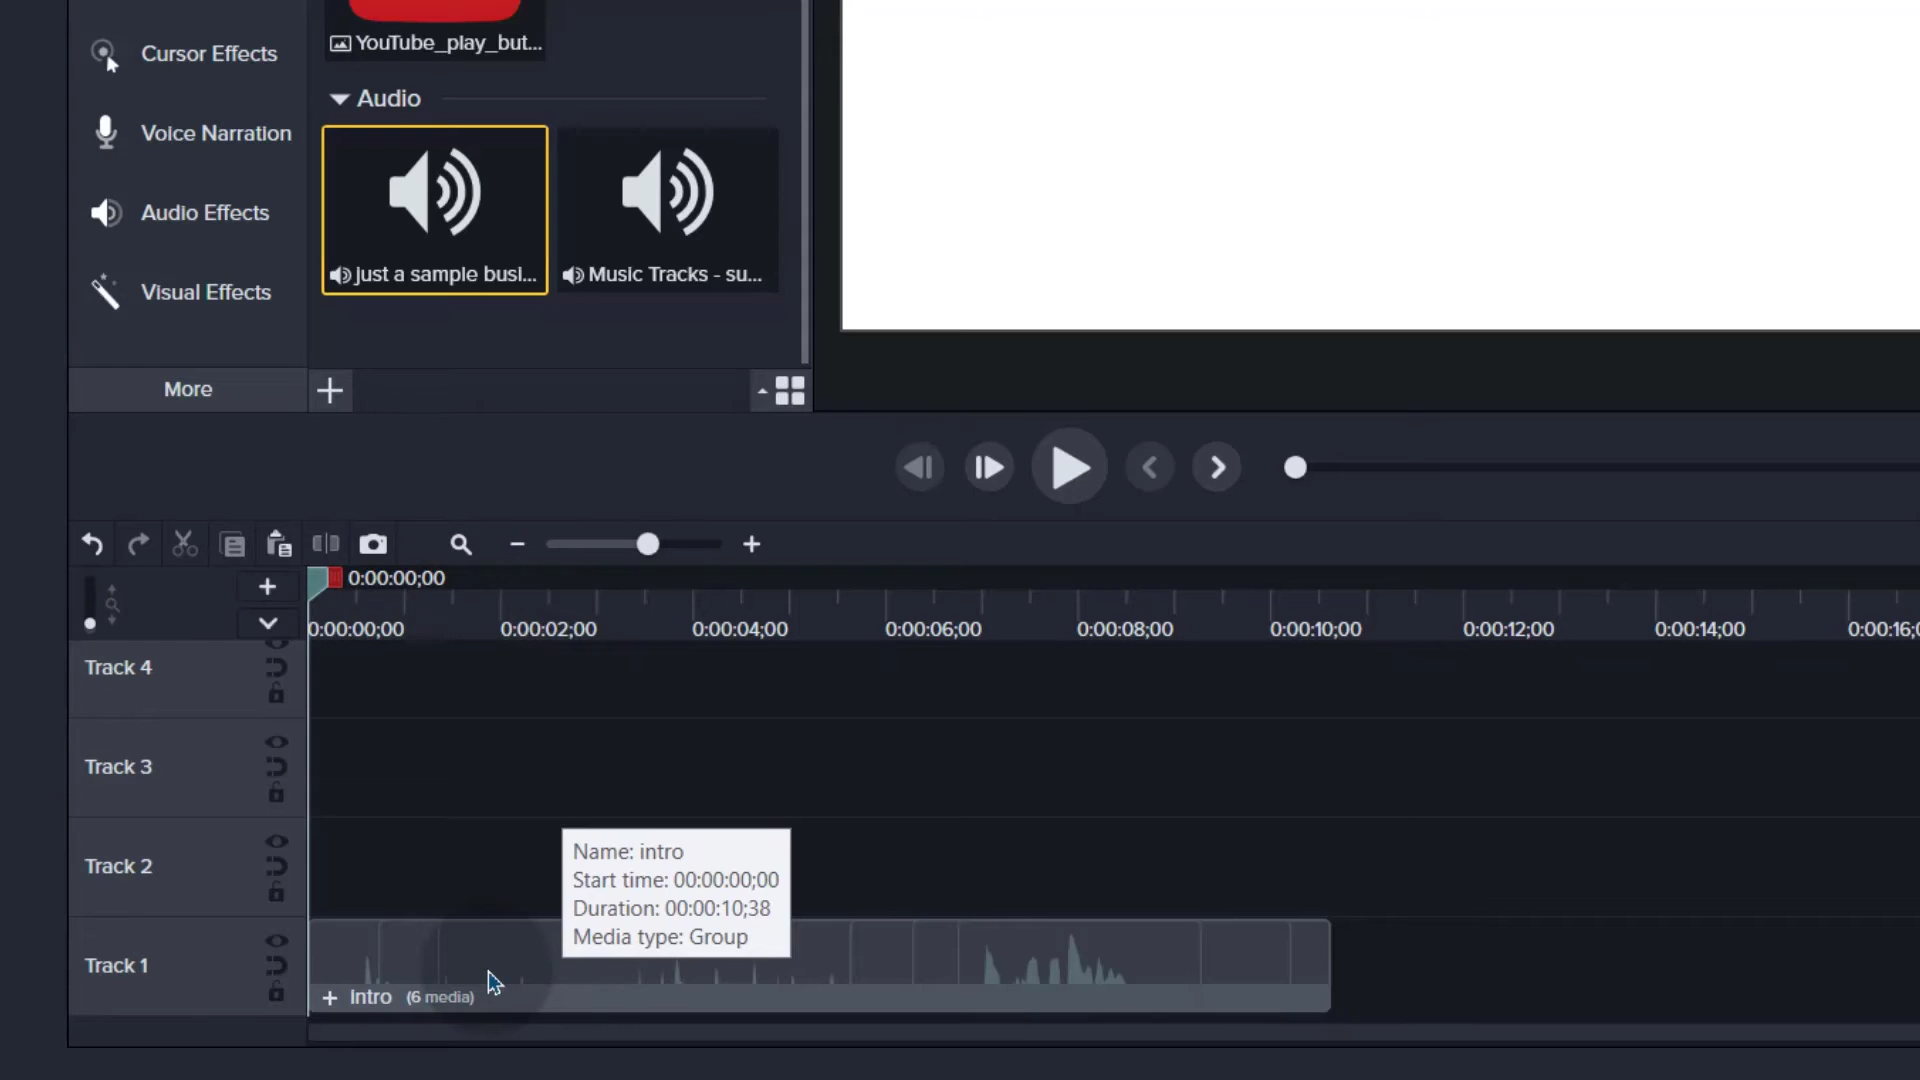 Cursor Effects
Voice Narration
Audio Effects
Visual Effects
More
YouTube_play_but...
Audio
just a sample busi...
Music Tracks - su...
0:00:00;00
0:00:00;00
0:00:02;00
0:00:04;00
0:00:06;00
0:00:08;00
0:00:10;00
0:00:12;00
0:00:14;00
0:00:16;0
Track 4
Track 3
Track 2
Name: intro
Start time: 00:00:00;00
Duration: 00:00:10;38
Media type: Group
Track 1
Intro (6 media)